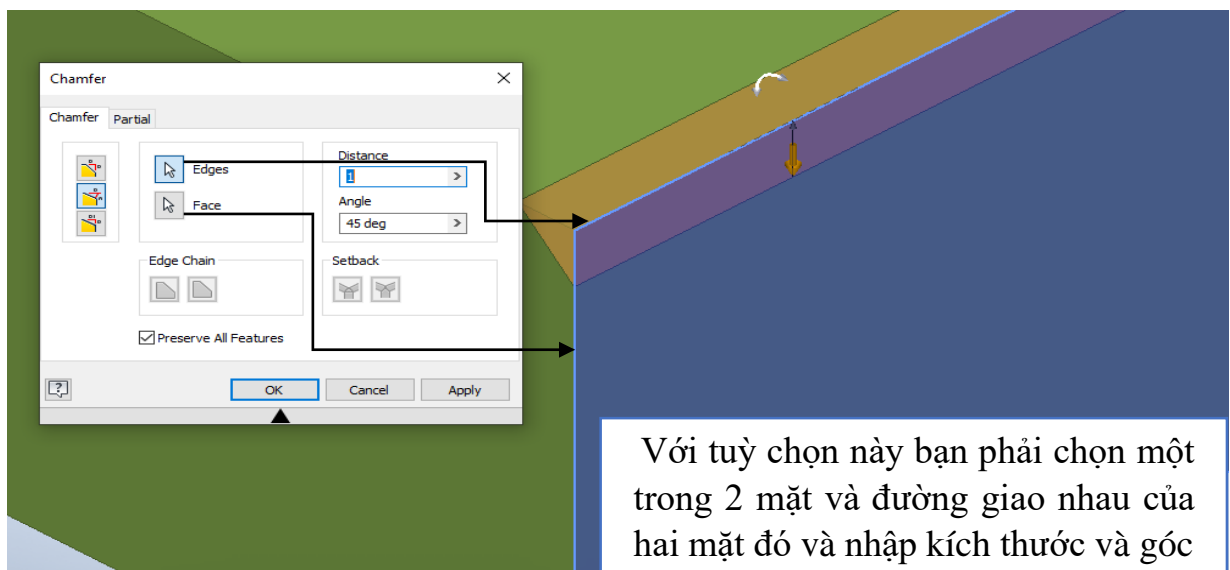 Chamfer
Chamfer Partial
Edges
Face
Distance
1
Angle
45 deg
Edge Chain
Setback
Preserve All Features
OK Cancel Apply
Với tuỳ chọn này bạn phải chọn một
trong 2 mặt và đường giao nhau của
hai mặt đó và nhập kích thước và góc